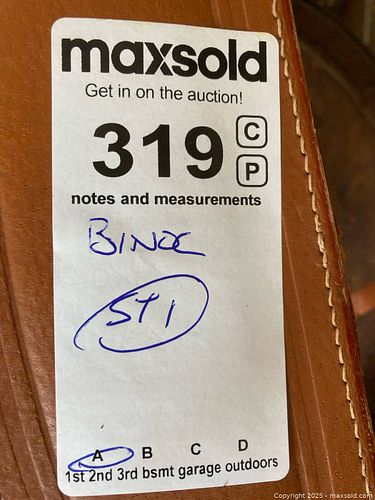 maxsold
Get in on the auction!
319 C
P
notes and measurements
BINOC
ST 1
A B C D
1st 2nd 3rd bsmt garage outdoors
Copyright © 2025 - maxsold.com